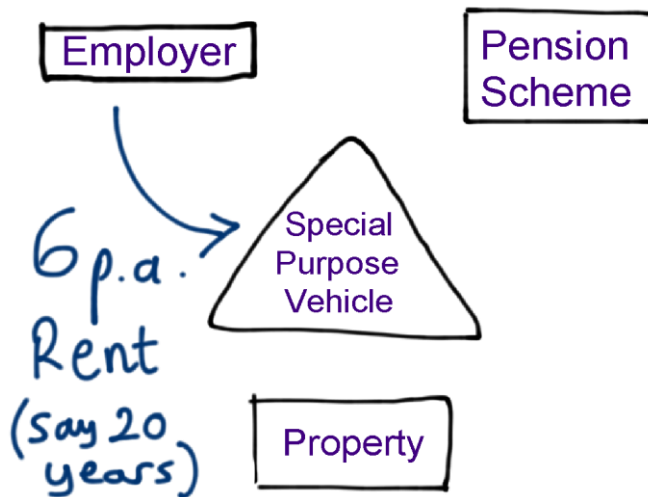 Employer
Pension
Scheme
Special
Purpose
Vehicle
6 p.a.
Rent
(say 20
years)
Property